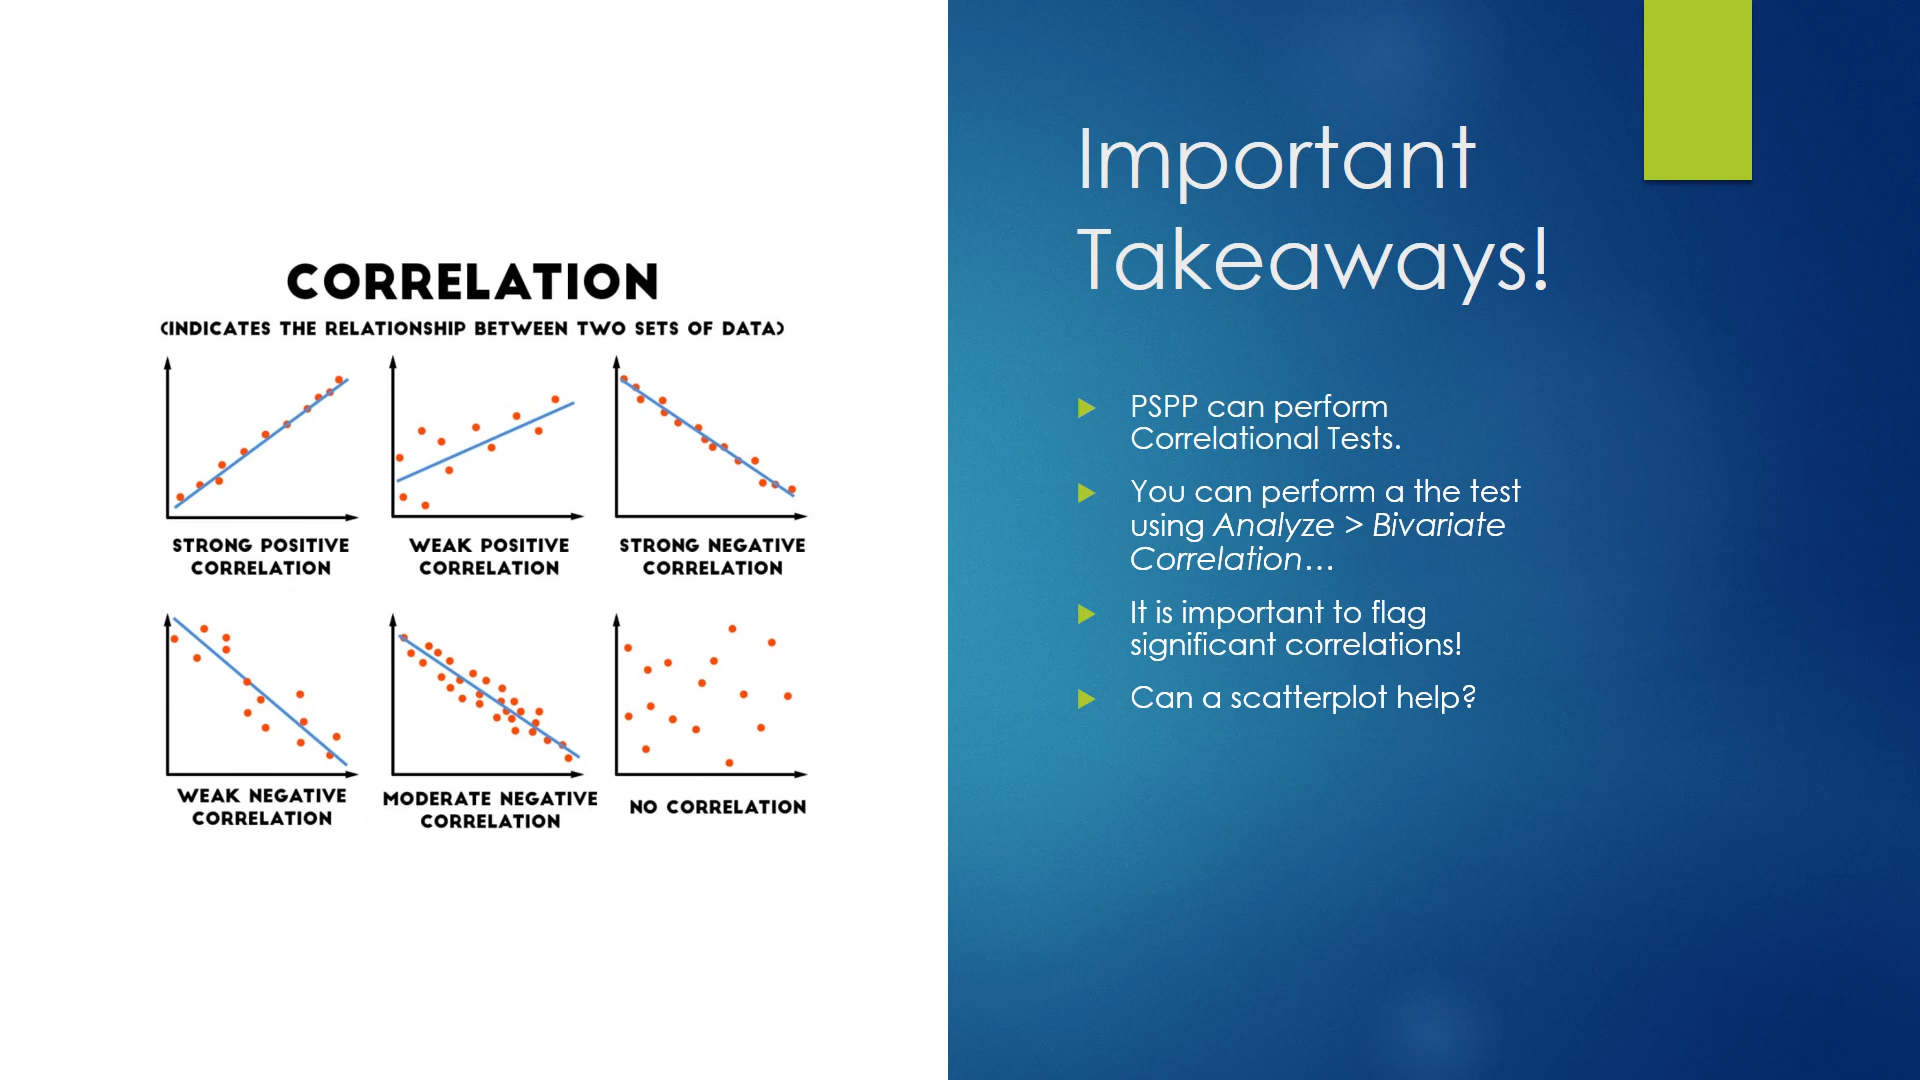 CORRELATION
(INDICATES THE RELATIONSHIP BETWEEN TWO SETS OF DATA)
STRONG POSITIVE
CORRELATION
WEAK POSITIVE
CORRELATION
STRONG NEGATIVE
CORRELATION
WEAK NEGATIVE
CORRELATION
MODERATE NEGATIVE
CORRELATION
NO CORRELATION
Important
Takeaways!
PSPP can perform
Correlational Tests.
You can perform a the test
using Analyze > Bivariate
Correlation…
It is important to flag
significant correlations!
Can a scatterplot help?